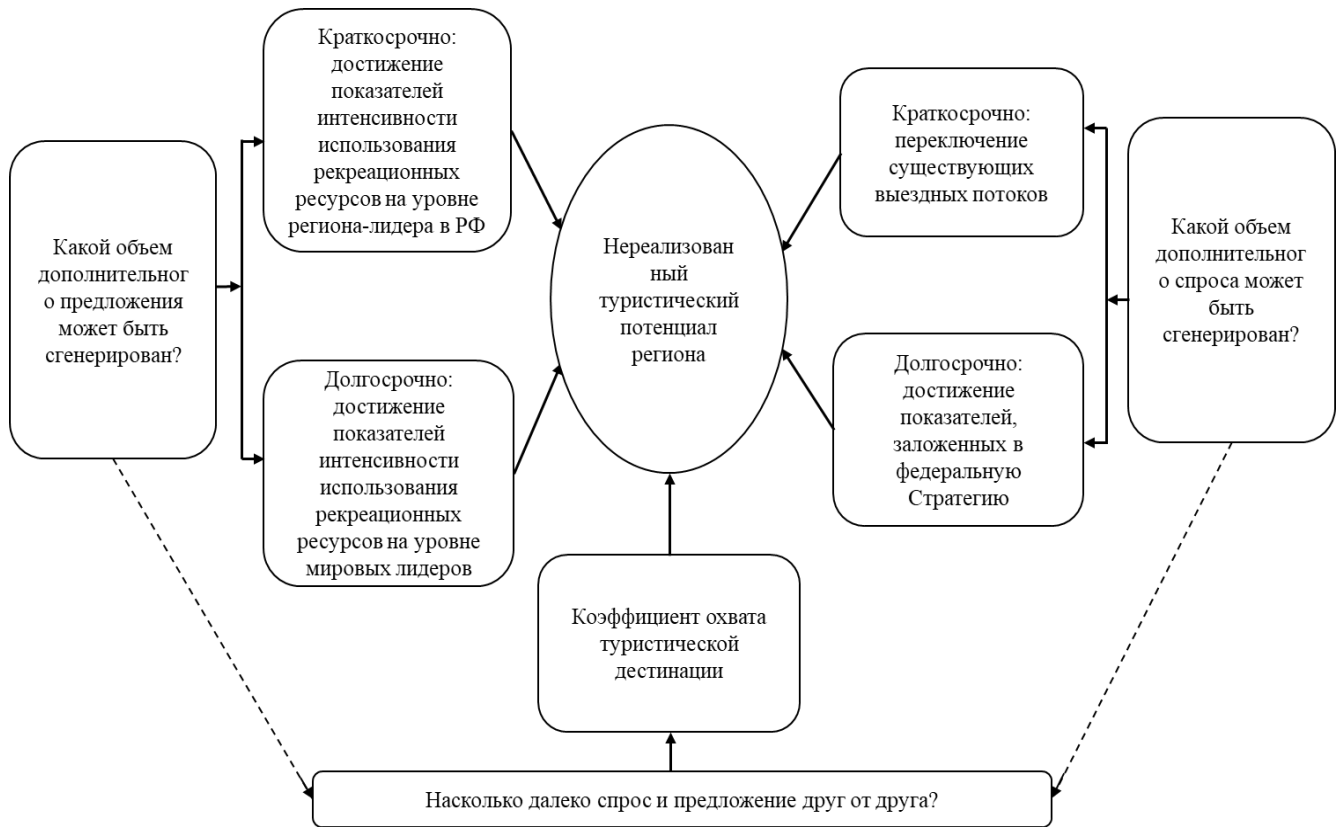 Какой объем
дополнительног
о предложения
может быть
сгенерирован?
Краткосрочно:
достижение
показателей
интенсивности
использования
рекреационных
ресурсов на уровне
региона-лидера в РФ
Долгосрочно:
достижение
показателей
интенсивности
использования
рекреационных
ресурсов на уровне
мировых лидеров
Нереализован
ный
туристический
потенциал
региона
Краткосрочно:
переключение
существующих
выездных потоков
Долгосрочно:
достижение
показателей,
заложенных в
федеральную
Стратегию
Какой объем
дополнительног
о спроса может
быть
сгенерирован?
Коэффициент охвата
туристической
дестинации
Насколько далеко спрос и предложение друг от друга?